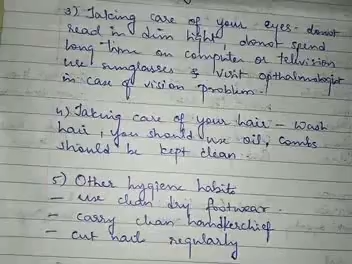 3) Taking care of your eyes - donot
read in dim light, donot spend
long time on computer or television
use sunglasses & visit opthalmologist
in case of vision problem.
4) Taking care of your hair - wash
hair, you should use oil, combs
should be kept clean.
5) Other hygiene habits
- use clean dry footwear.
- carry clean handkerchief
- cut nail regularly